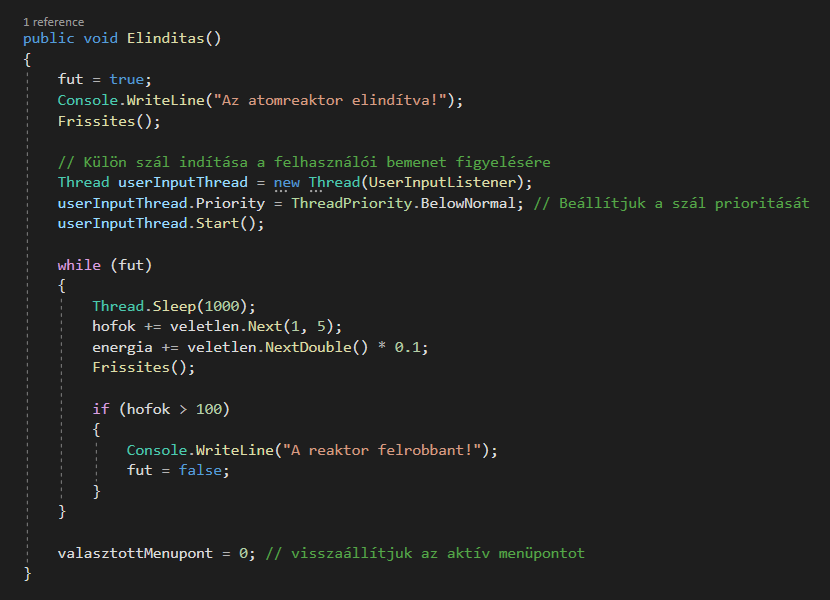 1 reference
public void Elinditas()
{
fut = true;
Console.WriteLine("Az atomreaktor elindítva!");
Frissites();
// Külön szál indítása a felhasználói bemenet figyelésére
Thread userInputThread = new Thread(UserInputListener);
userInputThread.Priority = ThreadPriority.BelowNormal; // Beállítjuk a szál prioritását
userInputThread.Start();
while (fut)
{
Thread.Sleep(1000);
hofok += veletlen.Next(1, 5);
energia += veletlen.NextDouble() * 0.1;
Frissites();
if (hofok > 100)
{
Console.WriteLine("A reaktor felrobbant!");
fut = false;
}
}
valasztottMenupont = 0; // visszaállítjuk az aktív menüpontot
}